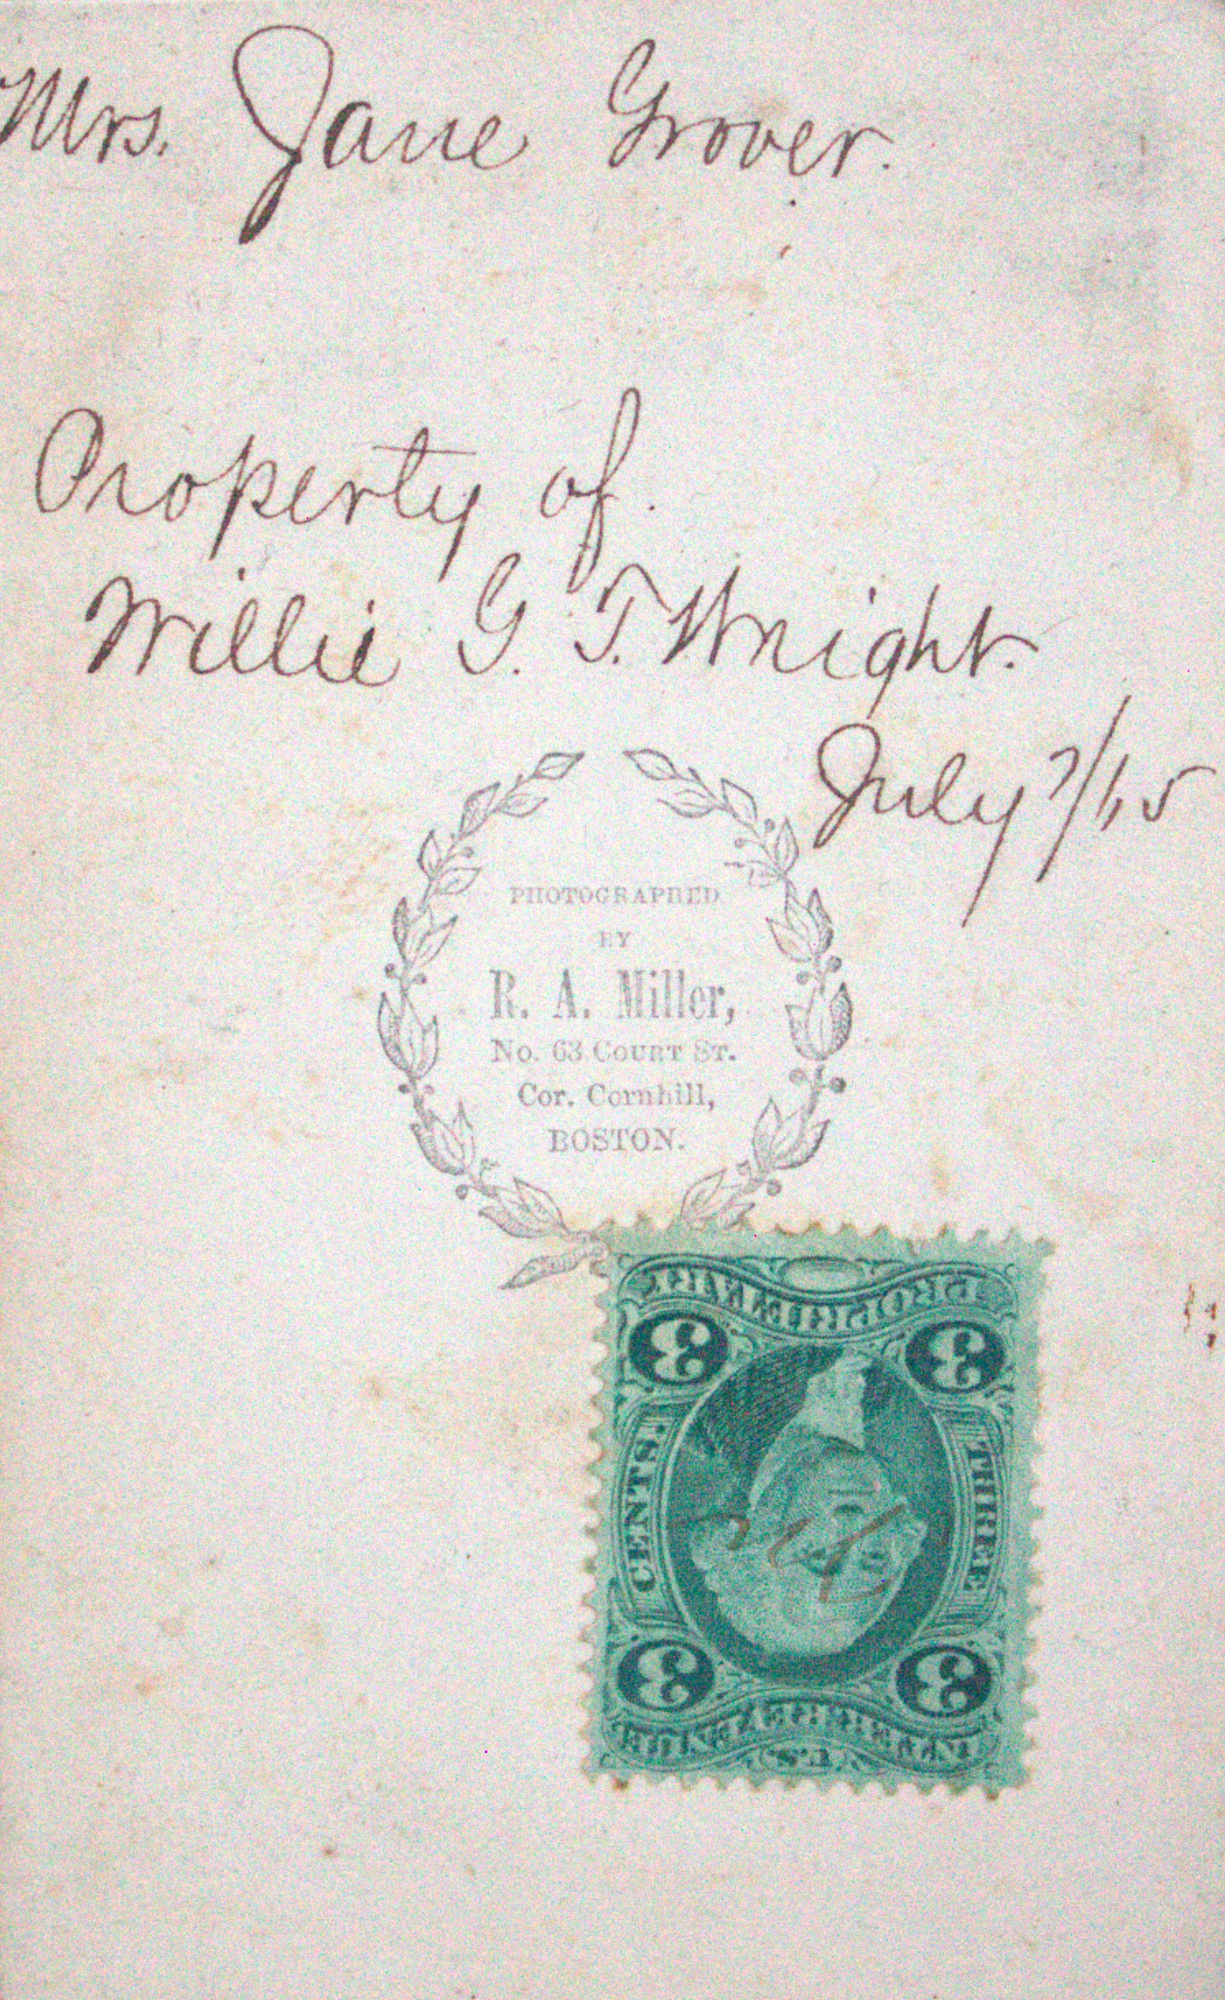 Mrs. Jane Grover.
Property of.
Willie G. T. Wright.
July 7/65
PHOTOGRAPHED
BY
R. A. Miller,
No. 63 COURT ST.
Cor. Cornhill,
BOSTON.
U.S.
INTER. REVENUE
3 3
THREE CENTS.
3 3
PROPRIETARY.